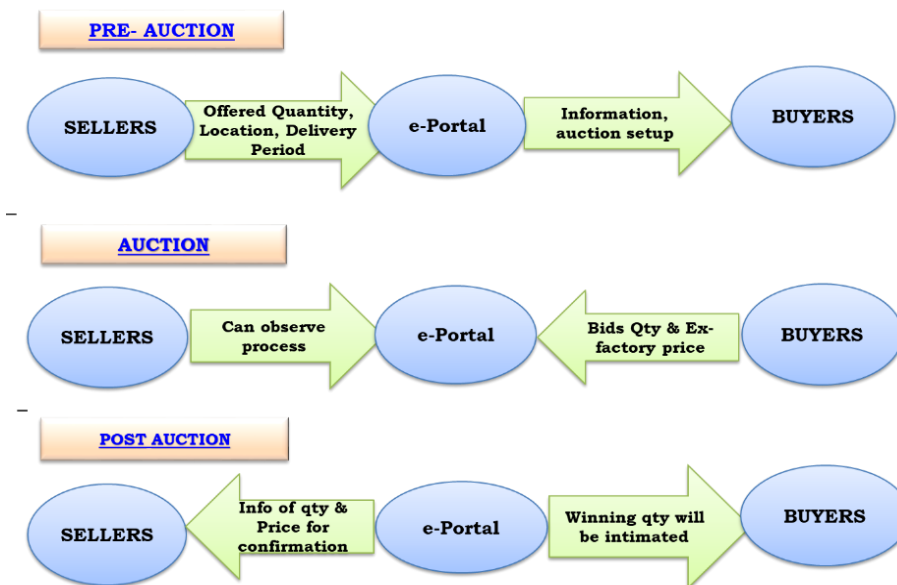 PRE- AUCTION
SELLERS
Offered Quantity,
Location, Delivery
Period
e-Portal
Information,
auction setup
BUYERS
–
AUCTION
SELLERS
Can observe
process
e-Portal
Bids Qty & Ex-
factory price
BUYERS
–
POST AUCTION
SELLERS
Info of qty &
Price for
confirmation
e-Portal
Winning qty will
be intimated
BUYERS